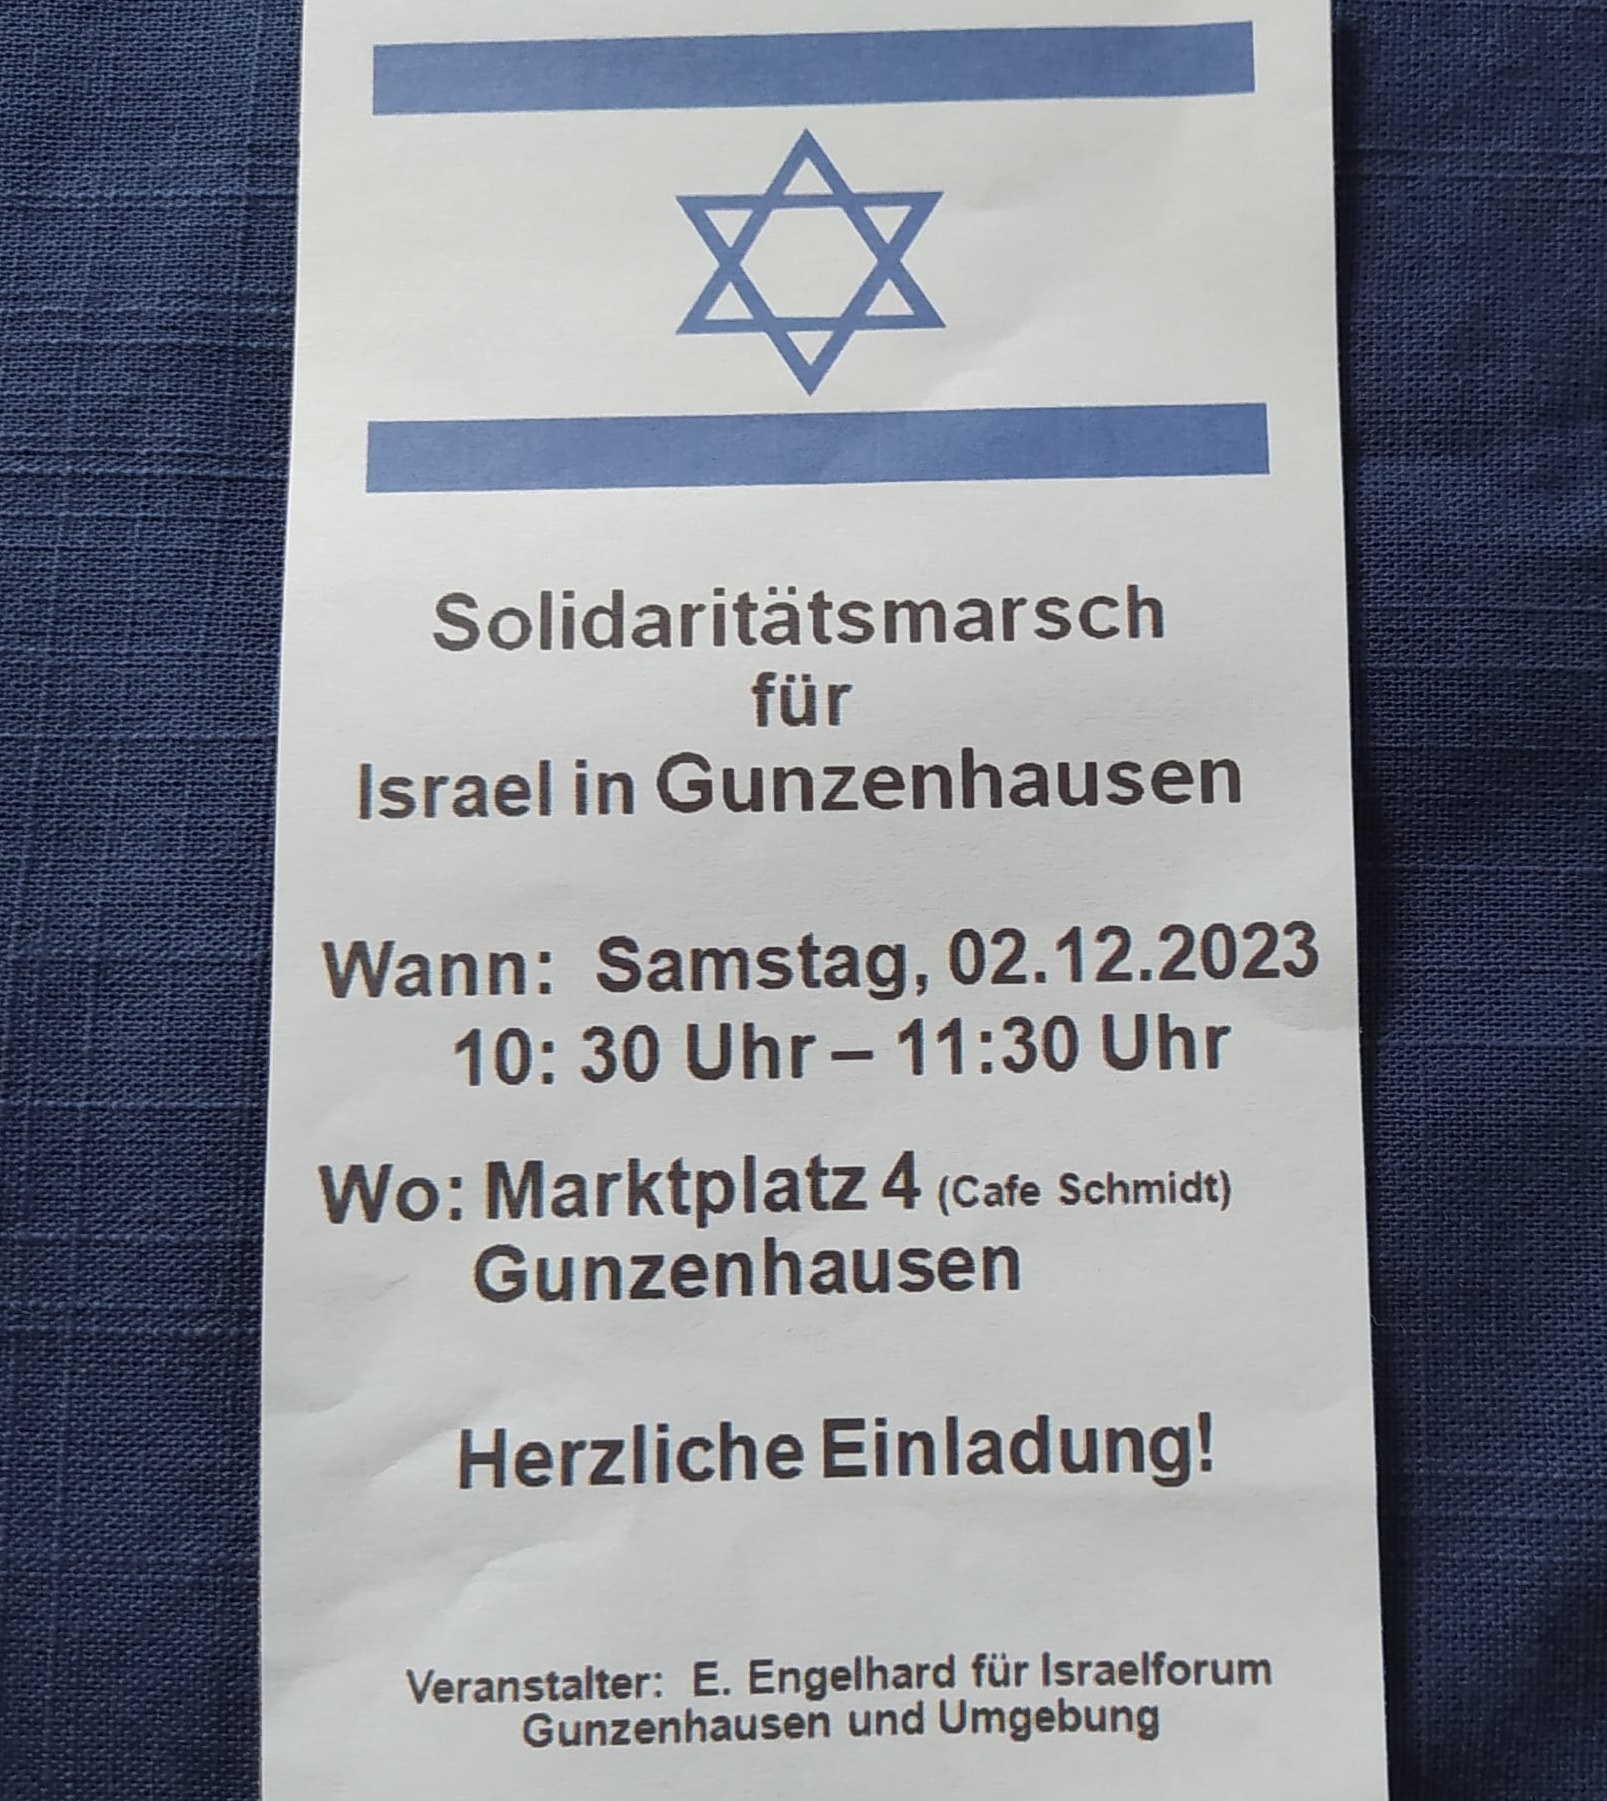 Solidaritätsmarsch
für
Israel in Gunzenhausen
Wann: Samstag, 02.12.2023
10: 30 Uhr – 11:30 Uhr
Wo: Marktplatz 4 (Cafe Schmidt)
Gunzenhausen
Herzliche Einladung!
Veranstalter: E. Engelhard für Israelforum
Gunzenhausen und Umgebung